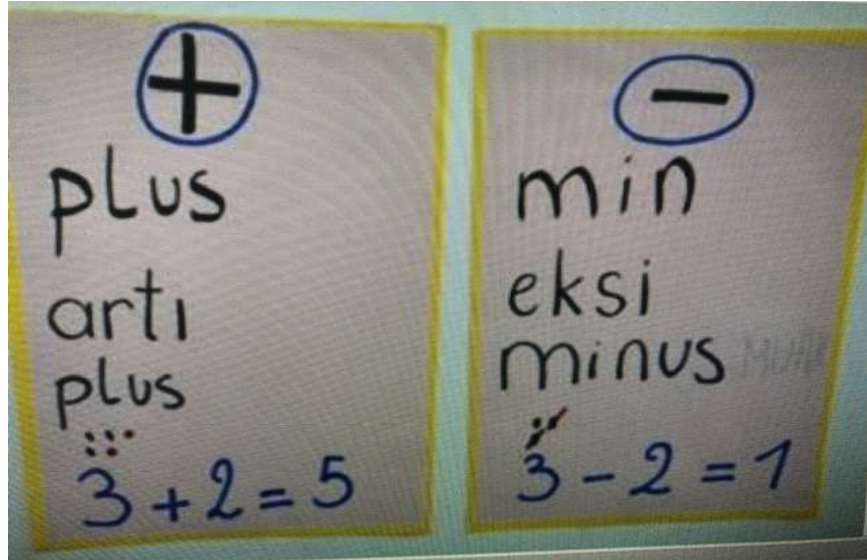 +
plus
artı
plus
3 + 2 = 5
−
min
eksi
minus
3 - 2 = 1